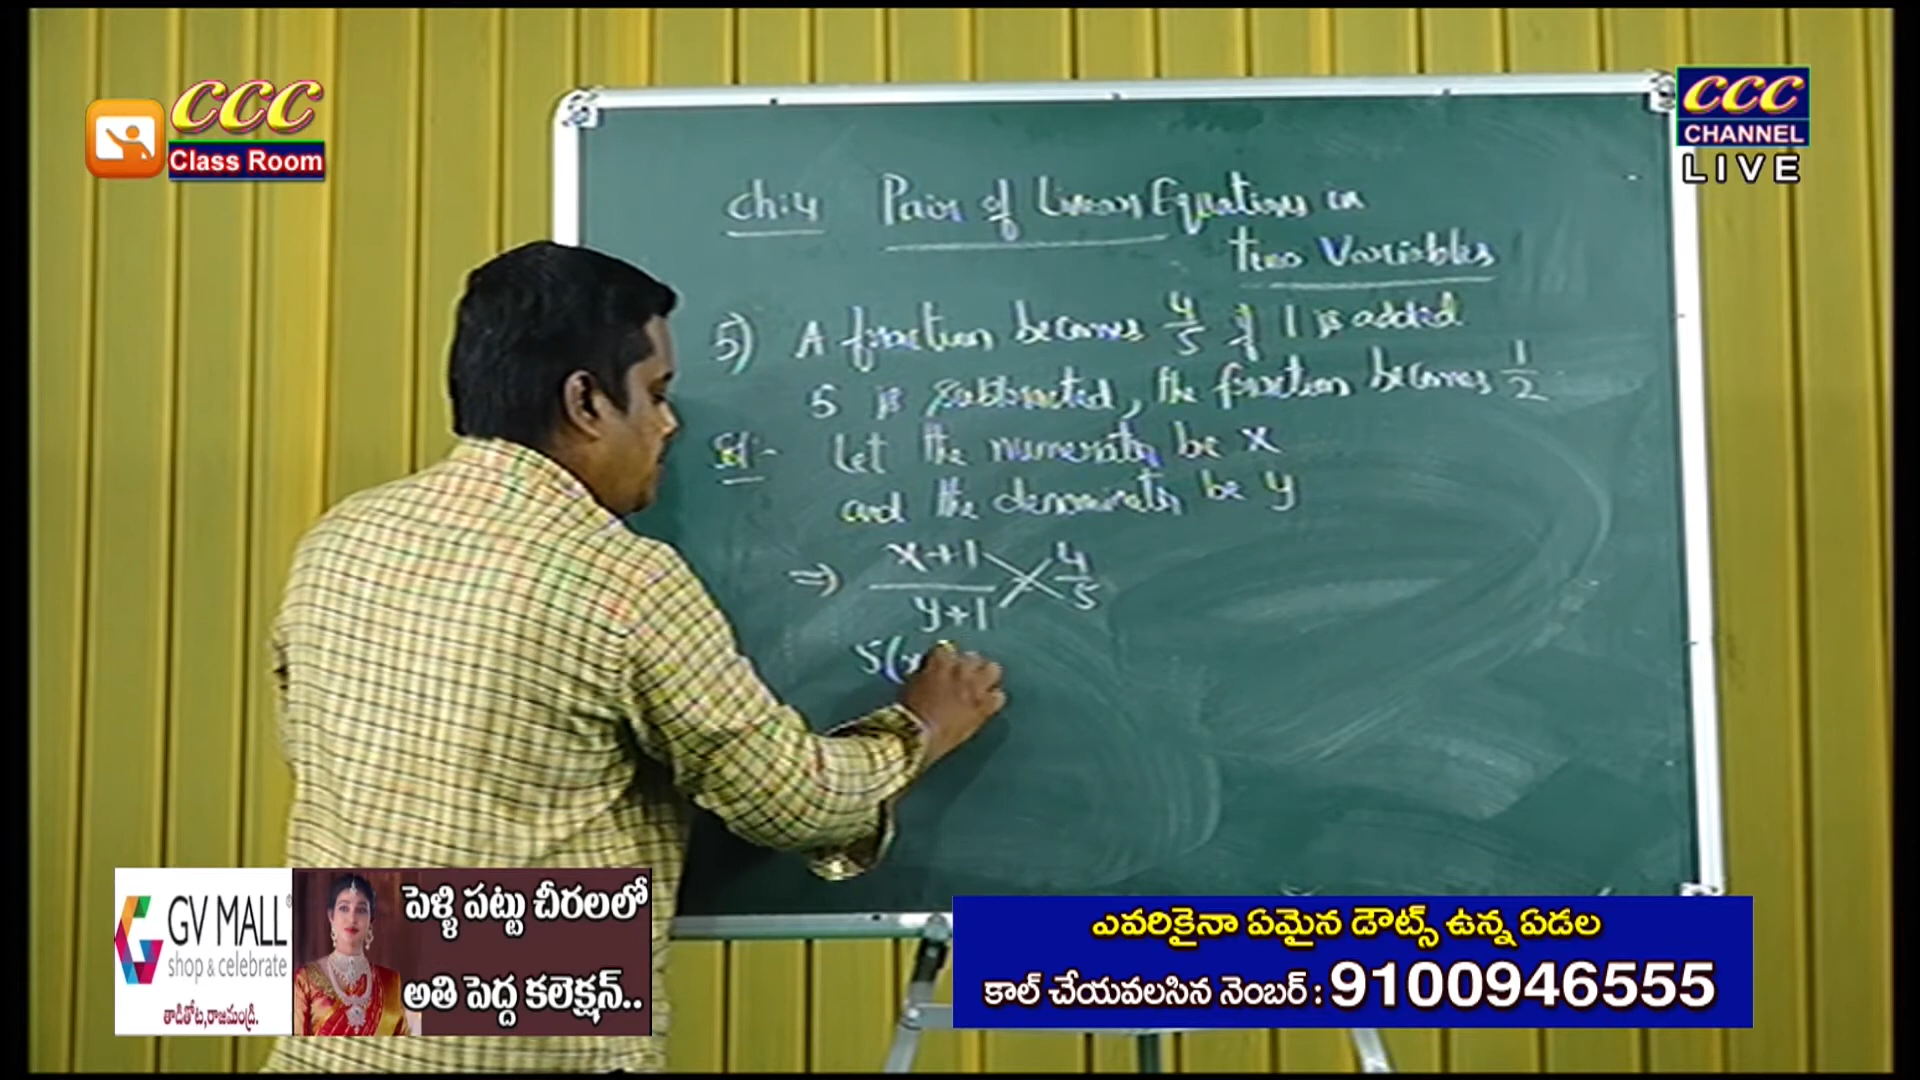 CCC
Class Room
CCC
CHANNEL
LIVE
Ch:4 Pair of Linear Equations in
two Variables
5) A fraction becomes 4/5 if 1 is added
5 is subtracted, the fraction becomes 1/2
Sol:- Let the numerator be x
and the denominator be y
⇒ x+1/y+1 4/5
5(x
GV MALL
shop & celebrate
తాడితోట,రాజమండ్రి.
పెళ్ళి పట్టు చీరలలో
అతి పెద్ద కలెక్షన్..
ఎవరికైనా ఏమైన డౌట్స్ ఉన్న ఏడల
కాల్ చేయవలసిన నెంబర్ : 9100946555